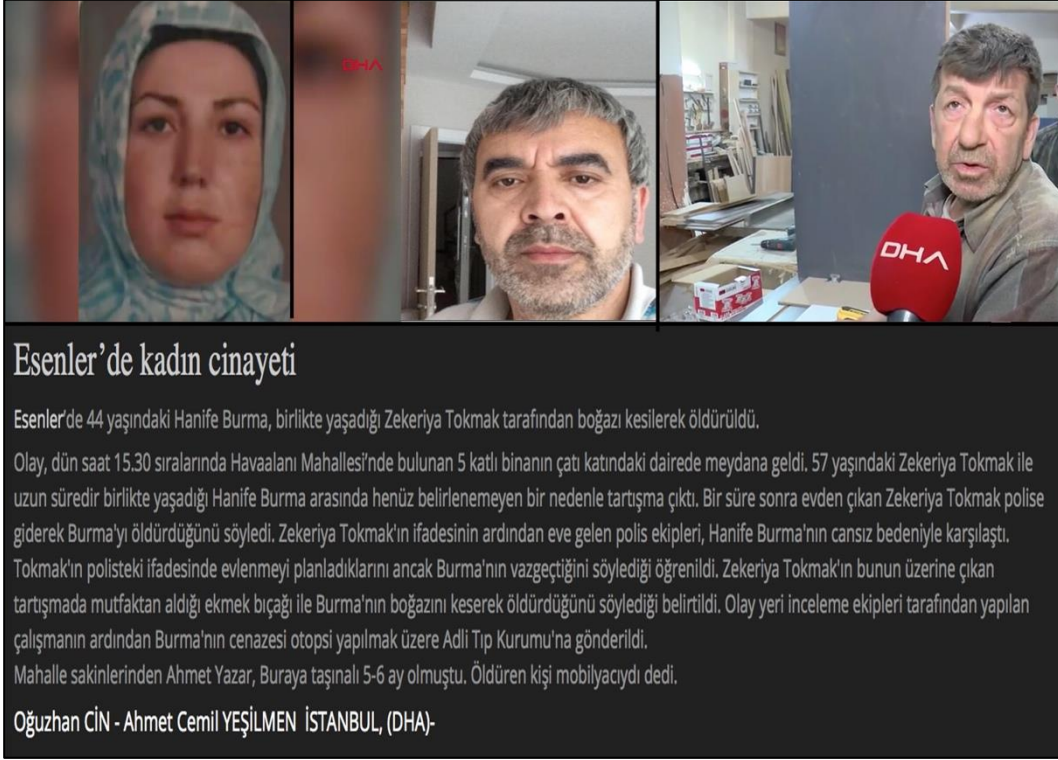 DHA
DHA
Esenler’de kadın cinayeti
Esenler'de 44 yaşındaki Hanife Burma, birlikte yaşadığı Zekeriya Tokmak tarafından boğazı kesilerek öldürüldü.
Olay, dün saat 15.30 sıralarında Havaalanı Mahallesi’nde bulunan 5 katlı binanın çatı katındaki dairede meydana geldi. 57 yaşındaki Zekeriya Tokmak ile
uzun süredir birlikte yaşadığı Hanife Burma arasında henüz belirlenemeyen bir nedenle tartışma çıktı. Bir süre sonra evden çıkan Zekeriya Tokmak polise
giderek Burma'yı öldürdüğünü söyledi. Zekeriya Tokmak'ın ifadesinin ardından eve gelen polis ekipleri, Hanife Burma'nın cansız bedeniyle karşılaştı.
Tokmak'ın polisteki ifadesinde evlenmeyi planladıklarını ancak Burma'nın vazgeçtiğini söylediği öğrenildi. Zekeriya Tokmak'ın bunun üzerine çıkan
tartışmada mutfaktan aldığı ekmek bıçağı ile Burma'nın boğazını keserek öldürdüğünü söylediği belirtildi. Olay yeri inceleme ekipleri tarafından yapılan
çalışmanın ardından Burma'nın cenazesi otopsi yapılmak üzere Adli Tıp Kurumu'na gönderildi.
Mahalle sakinlerinden Ahmet Yazar, Buraya taşınalı 5-6 ay olmuştu. Öldüren kişi mobilyacıydı dedi.
Oğuzhan CİN - Ahmet Cemil YEŞİLMEN İSTANBUL, (DHA)-